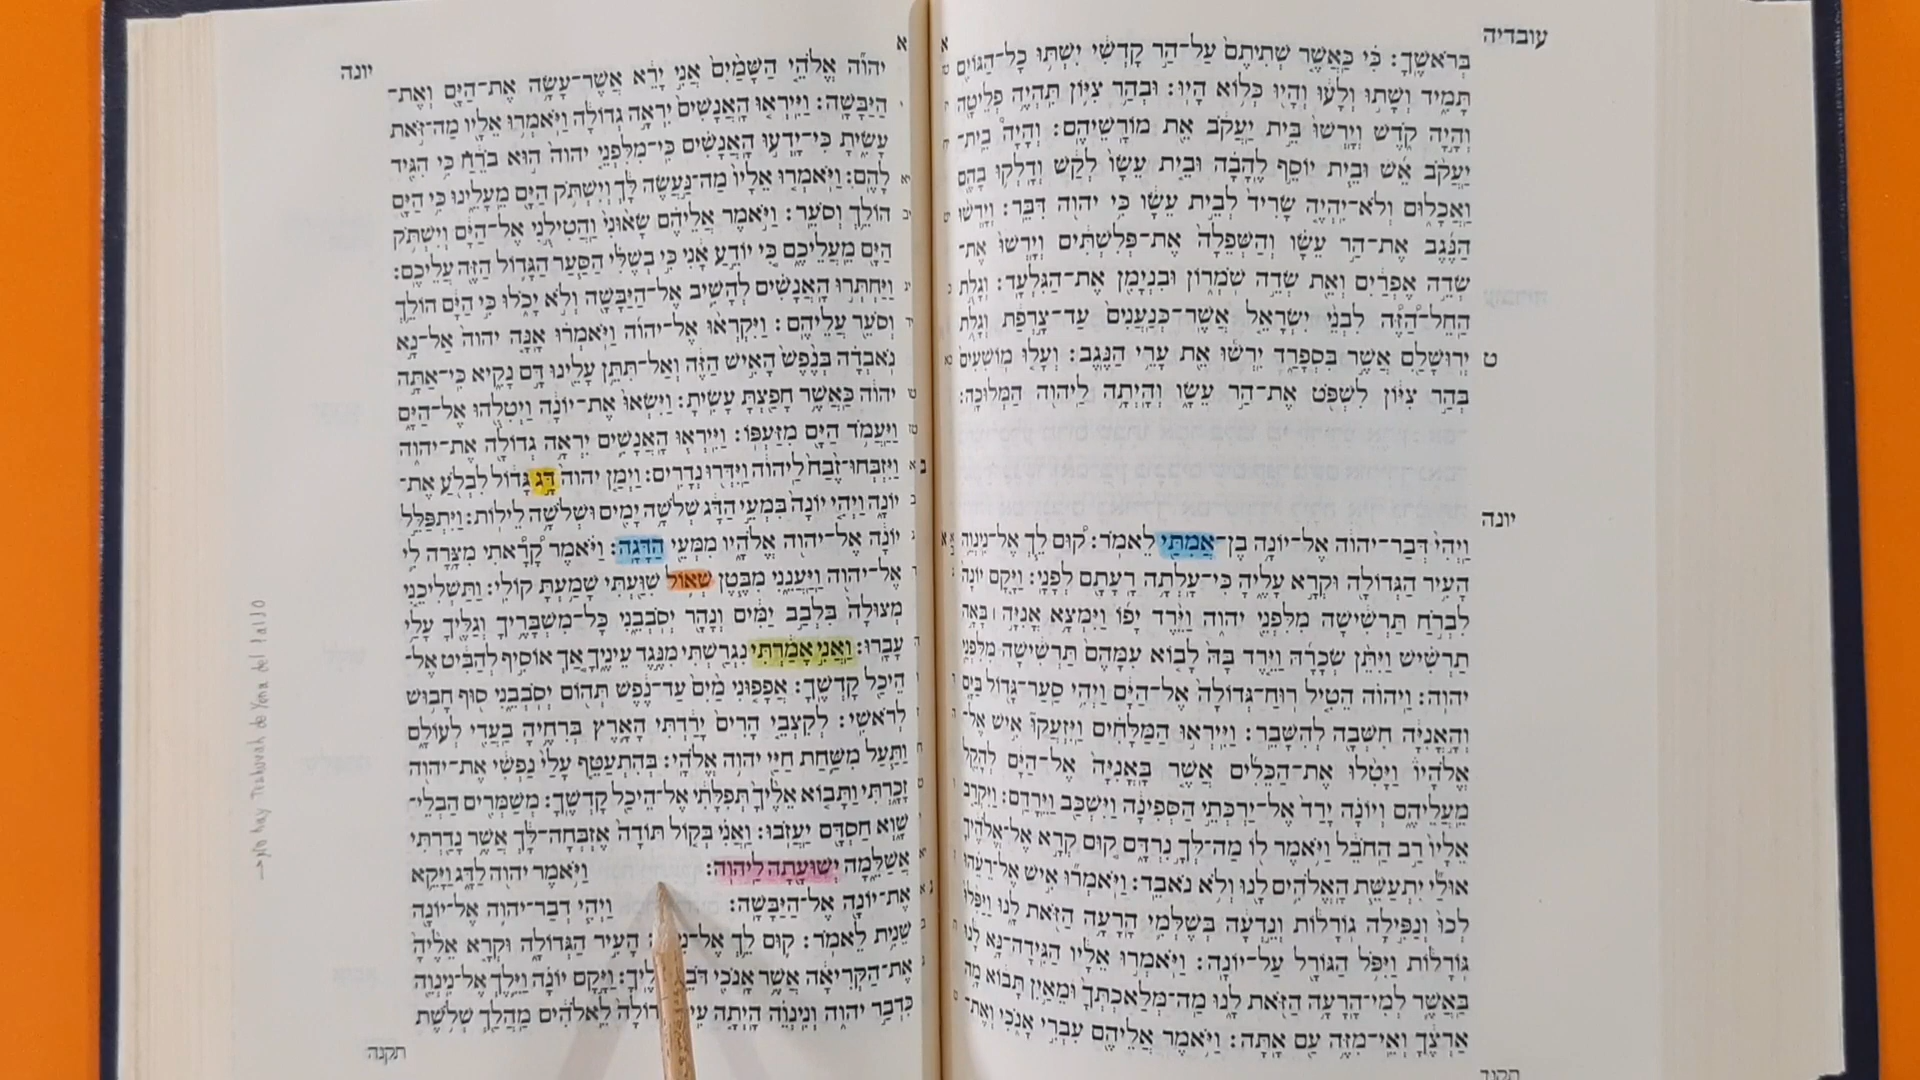 עובדיה
בְּרֹאשֶׁךָ: כִּי כַּאֲשֶׁר שְׁתִיתֶם עַל־הַר קָדְשִׁי יִשְׁתּוּ כָל־הַגּוֹיִם
תָּמִיד וְשָׁתוּ וְלָעוּ וְהָיוּ כְּלוֹא הָיוּ: וּבְהַר צִיּוֹן תִּהְיֶה פְלֵיטָה
וְהָיָה קֹדֶשׁ וְיָרְשׁוּ בֵּית יַעֲקֹב אֵת מוֹרָשֵׁיהֶם: וְהָיָה בֵית־
יַעֲקֹב אֵשׁ וּבֵית יוֹסֵף לֶהָבָה וּבֵית עֵשָׂו לְקַשׁ וְדָלְקוּ בָהֶם
וַאֲכָלוּם וְלֹא־יִהְיֶה שָׂרִיד לְבֵית עֵשָׂו כִּי יְהוָה דִּבֵּר: וְיָרְשׁוּ
הַנֶּגֶב אֶת־הַר עֵשָׂו וְהַשְּׁפֵלָה אֶת־פְּלִשְׁתִּים וְיָרְשׁוּ אֶת־
שְׂדֵה אֶפְרַיִם וְאֵת שְׂדֵה שֹׁמְרוֹן וּבִנְיָמִן אֶת־הַגִּלְעָד: וְגָלֻת
הַחֵל־הַזֶּה לִבְנֵי יִשְׂרָאֵל אֲשֶׁר־כְּנַעֲנִים עַד־צָרְפַת וְגָלֻת
יְרוּשָׁלִַם אֲשֶׁר בִּסְפָרַד יִרְשׁוּ אֵת עָרֵי הַנֶּגֶב: וְעָלוּ מוֹשִׁעִים ט
בְּהַר צִיּוֹן לִשְׁפֹּט אֶת־הַר עֵשָׂו וְהָיְתָה לַיהוָה הַמְּלוּכָה:
יונה
וַיְהִי דְּבַר־יְהוָה אֶל־יוֹנָה בֶן־אֲמִתַּי לֵאמֹר: קוּם לֵךְ אֶל־נִינְוֵה
הָעִיר הַגְּדוֹלָה וּקְרָא עָלֶיהָ כִּי־עָלְתָה רָעָתָם לְפָנָי: וַיָּקָם יוֹנָה
לִבְרֹחַ תַּרְשִׁישָׁה מִלִּפְנֵי יְהוָה וַיֵּרֶד יָפוֹ וַיִּמְצָא אֳנִיָּה ׀ בָּאָה
תַרְשִׁישׁ וַיִּתֵּן שְׂכָרָהּ וַיֵּרֶד בָּהּ לָבוֹא עִמָּהֶם תַּרְשִׁישָׁה מִלִּפְנֵי
יְהוָה: וַיהוָה הֵטִיל רוּחַ־גְּדוֹלָה אֶל־הַיָּם וַיְהִי סַעַר־גָּדוֹל בַּיָּם
וְהָאֳנִיָּה חִשְּׁבָה לְהִשָּׁבֵר: וַיִּירְאוּ הַמַּלָּחִים וַיִּזְעֲקוּ אִישׁ אֶל־
אֱלֹהָיו וַיָּטִלוּ אֶת־הַכֵּלִים אֲשֶׁר בָּאֳנִיָּה אֶל־הַיָּם לְהָקֵל
מֵעֲלֵיהֶם וְיוֹנָה יָרַד אֶל־יַרְכְּתֵי הַסְּפִינָה וַיִּשְׁכַּב וַיֵּרָדַם: וַיִּקְרַב
אֵלָיו רַב הַחֹבֵל וַיֹּאמֶר לוֹ מַה־לְּךָ נִרְדָּם קוּם קְרָא אֶל־אֱלֹהֶיךָ
אוּלַי יִתְעַשֵּׁת הָאֱלֹהִים לָנוּ וְלֹא נֹאבֵד: וַיֹּאמְרוּ אִישׁ אֶל־רֵעֵהוּ
לְכוּ וְנַפִּילָה גוֹרָלוֹת וְנֵדְעָה בְּשֶׁלְּמִי הָרָעָה הַזֹּאת לָנוּ וַיַּפִּלוּ
גּוֹרָלוֹת וַיִּפֹּל הַגּוֹרָל עַל־יוֹנָה: וַיֹּאמְרוּ אֵלָיו הַגִּידָה־נָּא לָנוּ
בַּאֲשֶׁר לְמִי־הָרָעָה הַזֹּאת לָנוּ מַה־מְּלַאכְתְּךָ וּמֵאַיִן תָּבוֹא מָה
אַרְצֶךָ וְאֵי־מִזֶּה עַם אָתָּה: וַיֹּאמֶר אֲלֵיהֶם עִבְרִי אָנֹכִי וְאֶת־
יונה
יְהוָה אֱלֹהֵי הַשָּׁמַיִם אֲנִי יָרֵא אֲשֶׁר־עָשָׂה אֶת־הַיָּם וְאֶת־
הַיַּבָּשָׁה: וַיִּירְאוּ הָאֲנָשִׁים יִרְאָה גְדוֹלָה וַיֹּאמְרוּ אֵלָיו מַה־זֹּאת
עָשִׂיתָ כִּי־יָדְעוּ הָאֲנָשִׁים כִּי־מִלִּפְנֵי יְהוָה הוּא בֹרֵחַ כִּי הִגִּיד
לָהֶם: וַיֹּאמְרוּ אֵלָיו מַה־נַּעֲשֶׂה לָּךְ וְיִשְׁתֹּק הַיָּם מֵעָלֵינוּ כִּי הַיָּם
הוֹלֵךְ וְסֹעֵר: וַיֹּאמֶר אֲלֵיהֶם שָׂאוּנִי וַהֲטִילֻנִי אֶל־הַיָּם וְיִשְׁתֹּק
הַיָּם מֵעֲלֵיכֶם כִּי יוֹדֵעַ אָנִי כִּי בְשֶׁלִּי הַסַּעַר הַגָּדוֹל הַזֶּה עֲלֵיכֶם:
וַיַּחְתְּרוּ הָאֲנָשִׁים לְהָשִׁיב אֶל־הַיַּבָּשָׁה וְלֹא יָכֹלוּ כִּי הַיָּם הוֹלֵךְ
וְסֹעֵר עֲלֵיהֶם: וַיִּקְרְאוּ אֶל־יְהוָה וַיֹּאמְרוּ אָנָּה יְהוָה אַל־נָא
נֹאבְדָה בְּנֶפֶשׁ הָאִישׁ הַזֶּה וְאַל־תִּתֵּן עָלֵינוּ דָּם נָקִיא כִּי־אַתָּה
יְהוָה כַּאֲשֶׁר חָפַצְתָּ עָשִׂיתָ: וַיִּשְׂאוּ אֶת־יוֹנָה וַיְטִלֻהוּ אֶל־הַיָּם
וַיַּעֲמֹד הַיָּם מִזַּעְפּוֹ: וַיִּירְאוּ הָאֲנָשִׁים יִרְאָה גְדוֹלָה אֶת־יְהוָה
וַיִּזְבְּחוּ־זֶבַח לַיהוָה וַיִּדְּרוּ נְדָרִים: וַיְמַן יְהוָה דָּג גָּדוֹל לִבְלֹעַ אֶת־
יוֹנָה וַיְהִי יוֹנָה בִּמְעֵי הַדָּג שְׁלֹשָׁה יָמִים וּשְׁלֹשָׁה לֵילוֹת: וַיִּתְפַּלֵּל
יוֹנָה אֶל־יְהוָה אֱלֹהָיו מִמְּעֵי הַדָּגָה: וַיֹּאמֶר קָרָאתִי מִצָּרָה לִי
אֶל־יְהוָה וַיַּעֲנֵנִי מִבֶּטֶן שְׁאוֹל שִׁוַּעְתִּי שָׁמַעְתָּ קוֹלִי: וַתַּשְׁלִיכֵנִי
מְצוּלָה בִּלְבַב יַמִּים וְנָהָר יְסֹבְבֵנִי כָּל־מִשְׁבָּרֶיךָ וְגַלֶּיךָ עָלַי
עָבָרוּ: וַאֲנִי אָמַרְתִּי נִגְרַשְׁתִּי מִנֶּגֶד עֵינֶיךָ אַךְ אוֹסִיף לְהַבִּיט אֶל־
הֵיכַל קָדְשֶׁךָ: אֲפָפוּנִי מַיִם עַד־נֶפֶשׁ תְּהוֹם יְסֹבְבֵנִי סוּף חָבוּשׁ
לְרֹאשִׁי: לְקִצְבֵי הָרִים יָרַדְתִּי הָאָרֶץ בְּרִחֶיהָ בַעֲדִי לְעוֹלָם
וַתַּעַל מִשַּׁחַת חַיַּי יְהוָה אֱלֹהָי: בְּהִתְעַטֵּף עָלַי נַפְשִׁי אֶת־יְהוָה
זָכָרְתִּי וַתָּבוֹא אֵלֶיךָ תְּפִלָּתִי אֶל־הֵיכַל קָדְשֶׁךָ: מְשַׁמְּרִים הַבְלֵי־
שָׁוְא חַסְדָּם יַעֲזֹבוּ: וַאֲנִי בְּקוֹל תּוֹדָה אֶזְבְּחָה־לָּךְ אֲשֶׁר נָדַרְתִּי
אֲשַׁלֵּמָה יְשׁוּעָתָה לַיהוָה: וַיֹּאמֶר יְהוָה לַדָּג וַיָּקֵא
אֶת־יוֹנָה אֶל־הַיַּבָּשָׁה: וַיְהִי דְבַר־יְהוָה אֶל־יוֹנָה
שֵׁנִית לֵאמֹר: קוּם לֵךְ אֶל־ הָעִיר הַגְּדוֹלָה וּקְרָא אֵלֶיהָ
אֶת־הַקְּרִיאָה אֲשֶׁר אָנֹכִי וַיָּקָם יוֹנָה וַיֵּלֶךְ אֶל־נִינְוֵה
כִּדְבַר יְהוָה וְנִינְוֵה הָיְתָה לֵאלֹהִים מַהֲלַךְ שְׁלֹשֶׁת
תקנה
→No hay Teshuvah de Yona del fallo